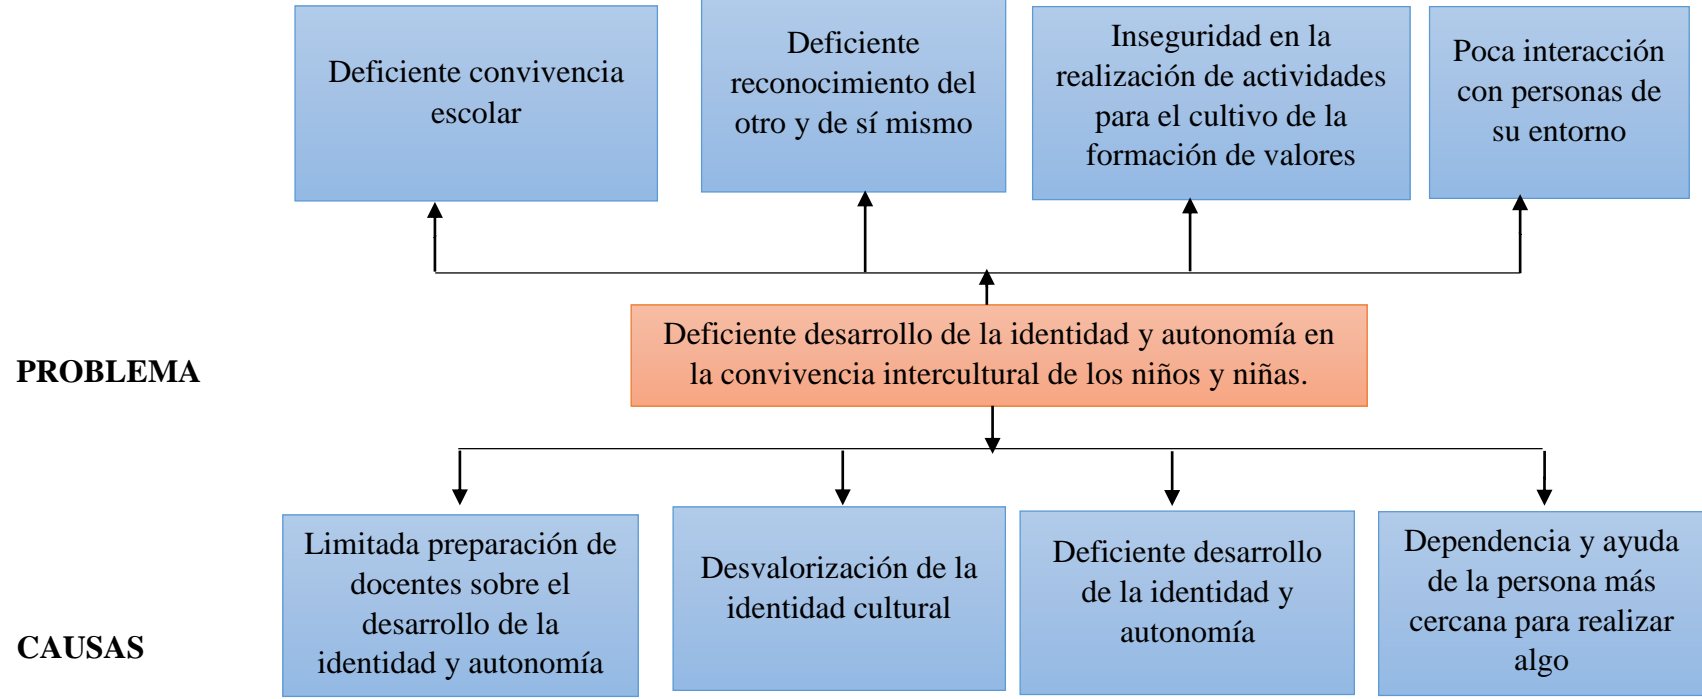 Deficiente convivencia
escolar
Deficiente
reconocimiento del
otro y de sí mismo
Inseguridad en la
realización de actividades
para el cultivo de la
formación de valores
Poca interacción
con personas de
su entorno
PROBLEMA
Deficiente desarrollo de la identidad y autonomía en
la convivencia intercultural de los niños y niñas.
CAUSAS
Limitada preparación de
docentes sobre el
desarrollo de la
identidad y autonomía
Desvalorización de la
identidad cultural
Deficiente desarrollo
de la identidad y
autonomía
Dependencia y ayuda
de la persona más
cercana para realizar
algo